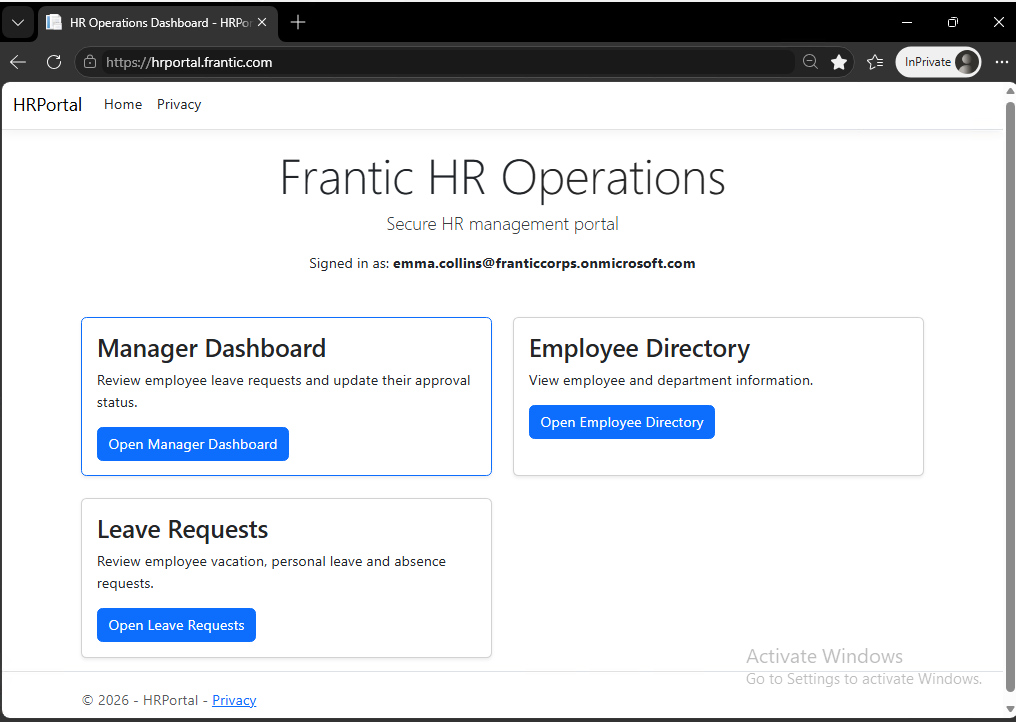 HR Operations Dashboard - HRPo
https://hrportal.frantic.com
InPrivate
HRPortal Home Privacy
Frantic HR Operations
Secure HR management portal
Signed in as: emma.collins@franticcorps.onmicrosoft.com
Manager Dashboard
Review employee leave requests and update their approval
status.
Open Manager Dashboard
Employee Directory
View employee and department information.
Open Employee Directory
Leave Requests
Review employee vacation, personal leave and absence
requests.
Open Leave Requests
Activate Windows
Go to Settings to activate Windows.
© 2026 - HRPortal - Privacy